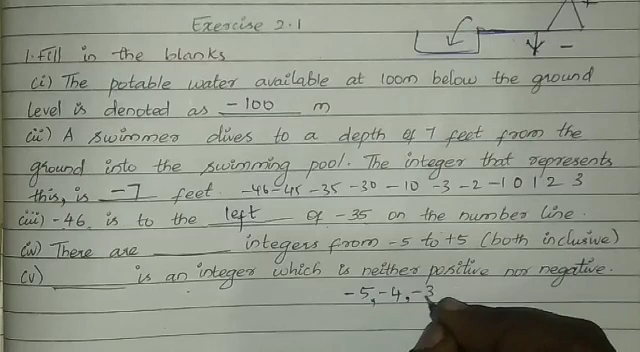 Exercise 2.1
1. Fill in the blanks
(i) The potable water available at 100m below the ground
level is denoted as -100 m
(ii) A swimmer dives to a depth of 7 feet from the
ground into the swimming pool. The integer that represents
this, is -7 feet. -46 -45 -35 -30 -10 -3 -2 -1 0 1 2 3
(iii) -46 is to the left of -35 on the number line.
(iv) There are ______ integers from -5 to +5 (both inclusive)
(v) ______ is an integer which is neither positive nor negative.
-5, -4, -3